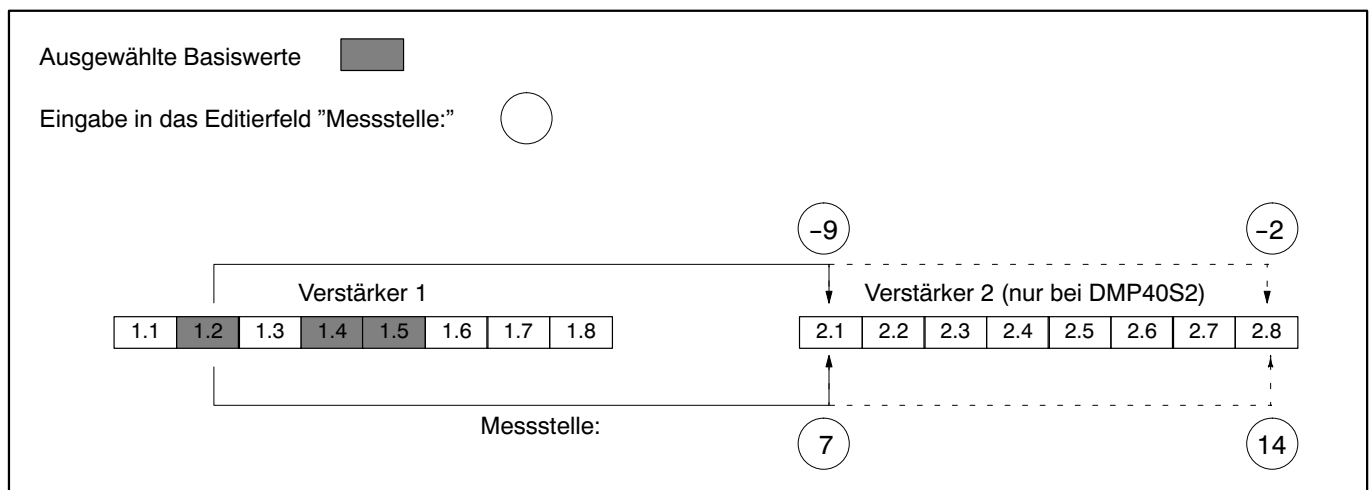 Ausgewählte Basiswerte
Eingabe in das Editierfeld ”Messstelle:”
−9 −2
Verstärker 1 Verstärker 2 (nur bei DMP40S2)
1.1 1.2 1.3 1.4 1.5 1.6 1.7 1.8 2.1 2.2 2.3 2.4 2.5 2.6 2.7 2.8
Messstelle:
7 14